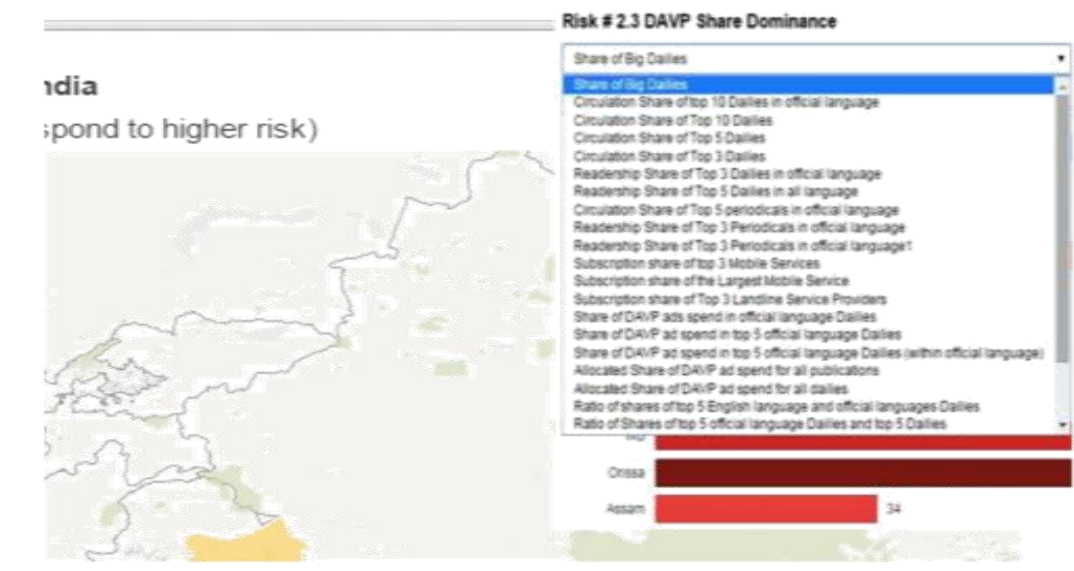 Risk # 2.3 DAVP Share Dominance
Share of Big Dailies
ndia
spond to higher risk)
Share of Big Dailies
Circulation Share of top 10 Dailies in official language
Circulation Share of Top 10 Dailies
Circulation Share of Top 5 Dailies
Circulation Share of Top 3 Dailies
Readership Share of Top 3 Dailies in official language
Readership Share of Top 5 Dailies in all language
Circulation Share of Top 5 periodicals in official language
Readership Share of Top 3 Periodicals in official language
Readership Share of Top 3 Periodicals in official language1
Subscription share of top 3 Mobile Services
Subscription share of the Largest Mobile Service
Subscription share of Top 3 Landline Service Providers
Share of DAVP ads spend in official language Dailies
Share of DAVP ad spend in top 5 official language Dailies
Share of DAVP ad spend in top 5 official language Dailies (within official language)
Allocated Share of DAVP ad spend for all publications
Allocated Share of DAVP ad spend for all dailies
Ratio of shares of top 5 English language and official languages Dailies
Ratio of Shares of top 5 official language Dailies and top 5 Dailies
Orissa
Assam 34